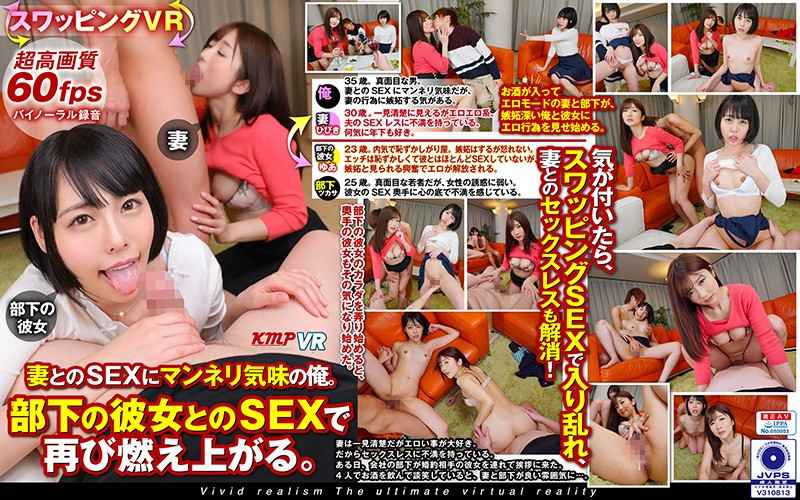 スワッピングVR
超高画質
60fps
バイノーラル録音
妻
部下の彼女
KMPVR
妻とのSEXにマンネリ気味の俺。
部下の彼女とのSEXで
再び燃え上がる。
俺
35歳。真面目な男。
妻とのSEXにマンネリ気味だが、
妻の行為に嫉妬する気がある。
妻
ひびき
30歳。一見清楚に見えるがエロエロ系。
夫のSEXレスに不満を持っている。
何気に年下も好き。
部下の彼女
ゆあ
23歳。内気で恥ずかしがり屋。嫉妬はするが怒れない。
エッチは恥ずかしくて彼とはほとんどSEXしていないが、
嫉妬と見られる興奮でエロが解放される。
部下
ツカサ
25歳。真面目な若者だが、女性の誘惑に弱い。
彼女のSEX奥手に心の底で不満を感じている。
お酒が入って
エロモードの妻と部下が、
嫉妬深い俺と彼女に
エロ行為を見せ始める。
気が付いたら、
スワッピングSEXで入り乱れ、
妻とのセックスレスも解消!
部下の彼女のカラダを弄り始めると、
奥手の彼女もその気になり始めた。
妻は一見清楚だがエロい事が大好き。
だからセックスレスに不満を持っている。
ある日、会社の部下が婚約相手の彼女を連れて挨拶に来た。
4人でお酒を飲んで談笑していると、妻と部下が良い雰囲気に…。
適正AV
IPPA
JVPS
V310812
Vivid realism The ultimate virtual reality